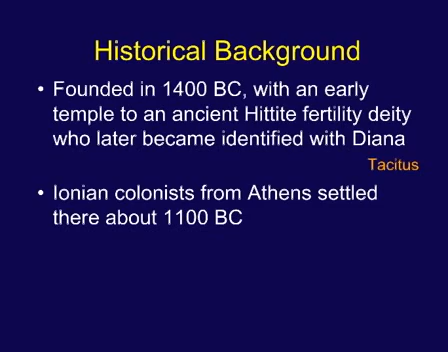 Historical Background
• Founded in 1400 BC, with an early
temple to an ancient Hittite fertility deity
who later became identified with Diana
Tacitus
• Ionian colonists from Athens settled
there about 1100 BC